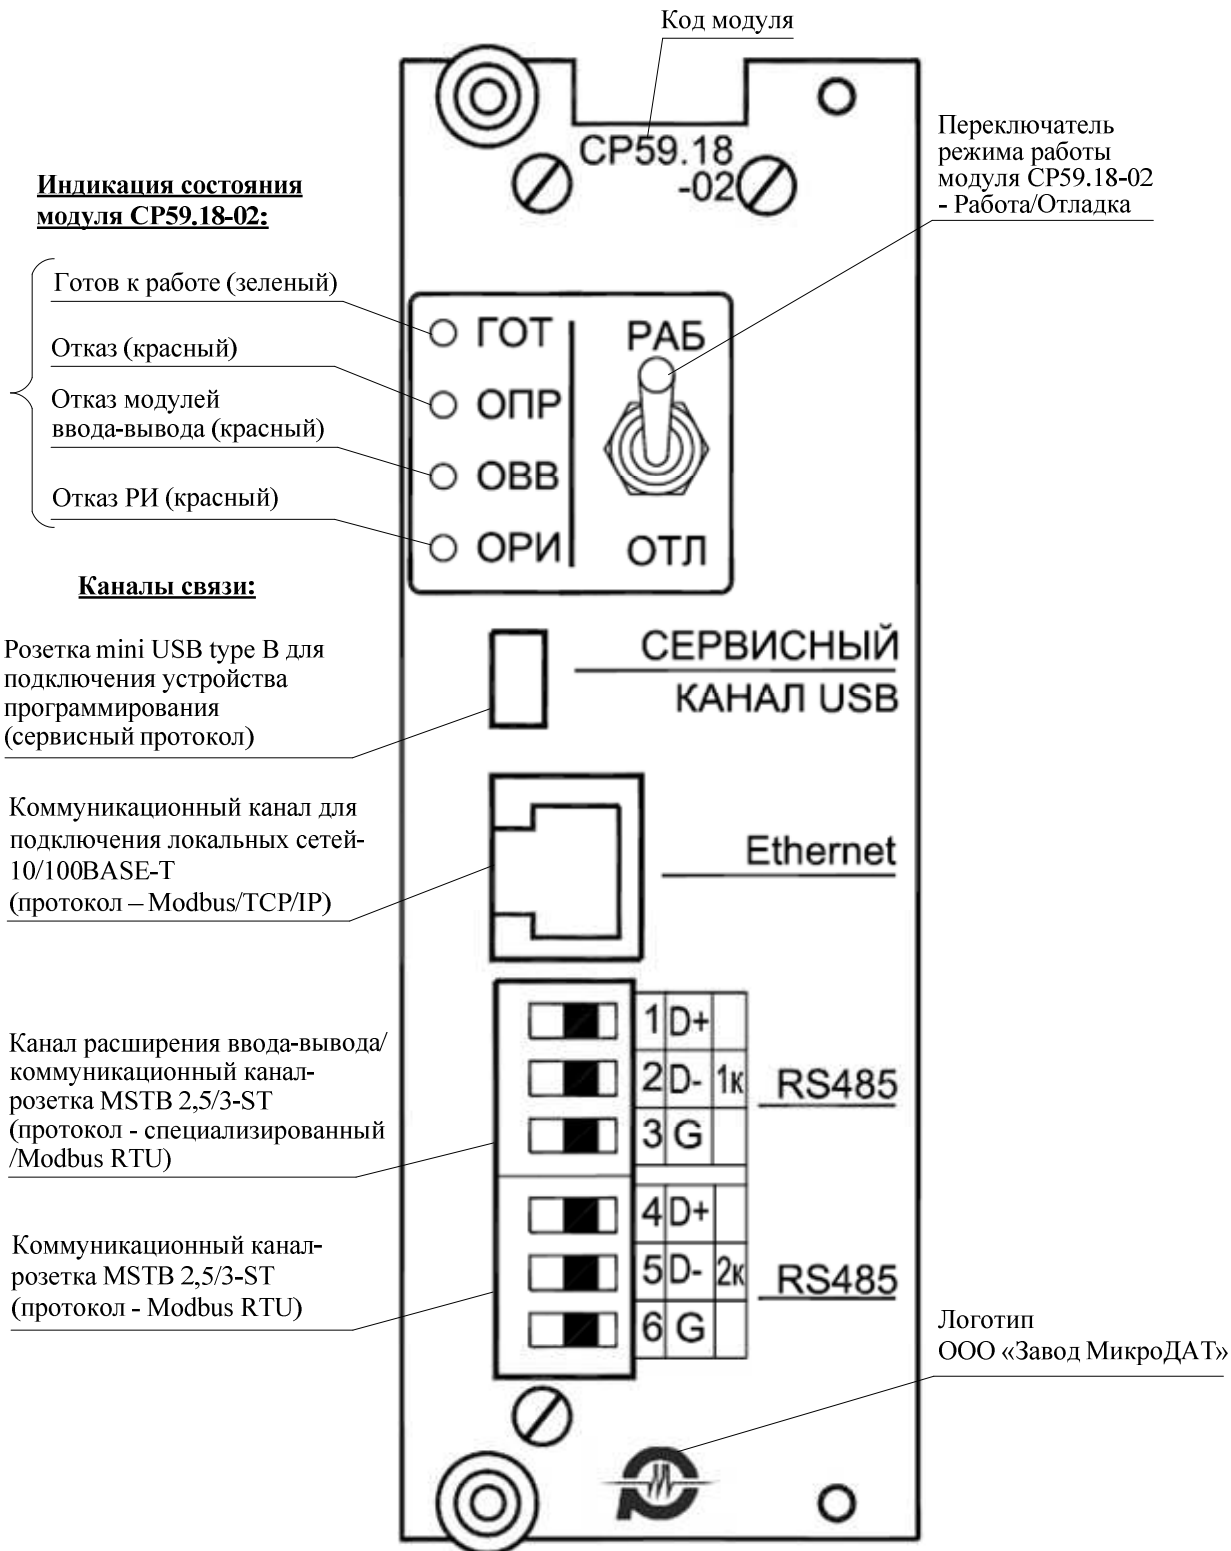 Код модуля
СР59.18
-02
Переключатель
режима работы
модуля СР59.18-02
- Работа/Отладка
Индикация состояния
модуля СР59.18-02:
Готов к работе (зеленый)
Отказ (красный)
Отказ модулей
ввода-вывода (красный)
Отказ РИ (красный)
ГОТ
ОПР
ОВВ
ОРИ
РАБ
ОТЛ
Каналы связи:
Розетка mini USB type B для
подключения устройства
программирования
(сервисный протокол)
СЕРВИСНЫЙ
КАНАЛ USB
Коммуникационный канал для
подключения локальных сетей-
10/100BASE-T
(протокол – Modbus/TCP/IP)
Ethernet
Канал расширения ввода-вывода/
коммуникационный канал-
розетка MSTB 2,5/3-ST
(протокол - специализированный
/Modbus RTU)
1 D+
2 D- 1к
3 G
RS485
Коммуникационный канал-
розетка MSTB 2,5/3-ST
(протокол - Modbus RTU)
4 D+
5 D- 2к
6 G
RS485
Логотип
ООО «Завод МикроДАТ»